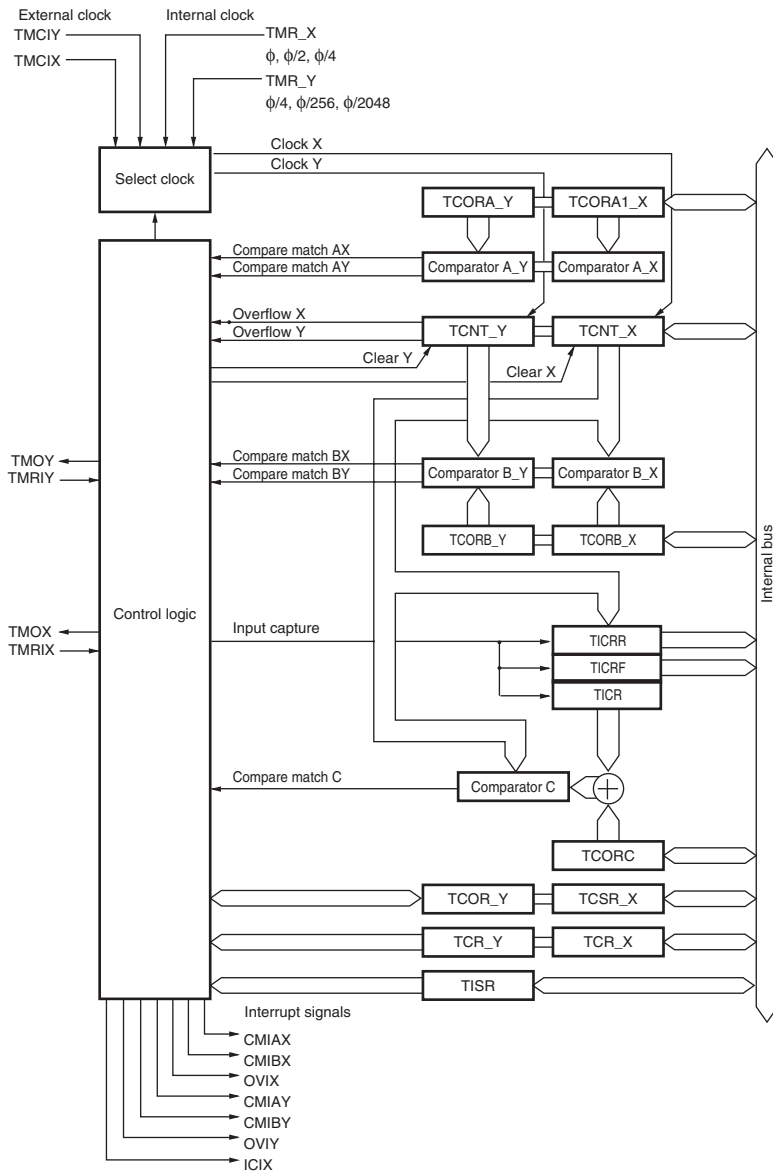 External clock
Internal clock
TMCIY
TMR_X
TMCIX
ϕ, ϕ/2, ϕ/4
TMR_Y
ϕ/4, ϕ/256, ϕ/2048
Clock X
Clock Y
Select clock
TCORA_Y
TCORA1_X
Compare match AX
Compare match AY
Comparator A_Y
Comparator A_X
Overflow X
Overflow Y
TCNT_Y
TCNT_X
Clear Y
Clear X
TMOY
TMRIY
Compare match BX
Compare match BY
Comparator B_Y
Comparator B_X
TCORB_Y
TCORB_X
Internal bus
Control logic
TMOX
TMRIX
Input capture
TICRR
TICRF
TICR
Compare match C
Comparator C
TCORC
TCOR_Y
TCSR_X
TCR_Y
TCR_X
TISR
Interrupt signals
CMIAX
CMIBX
OVIX
CMIAY
CMIBY
OVIY
ICIX